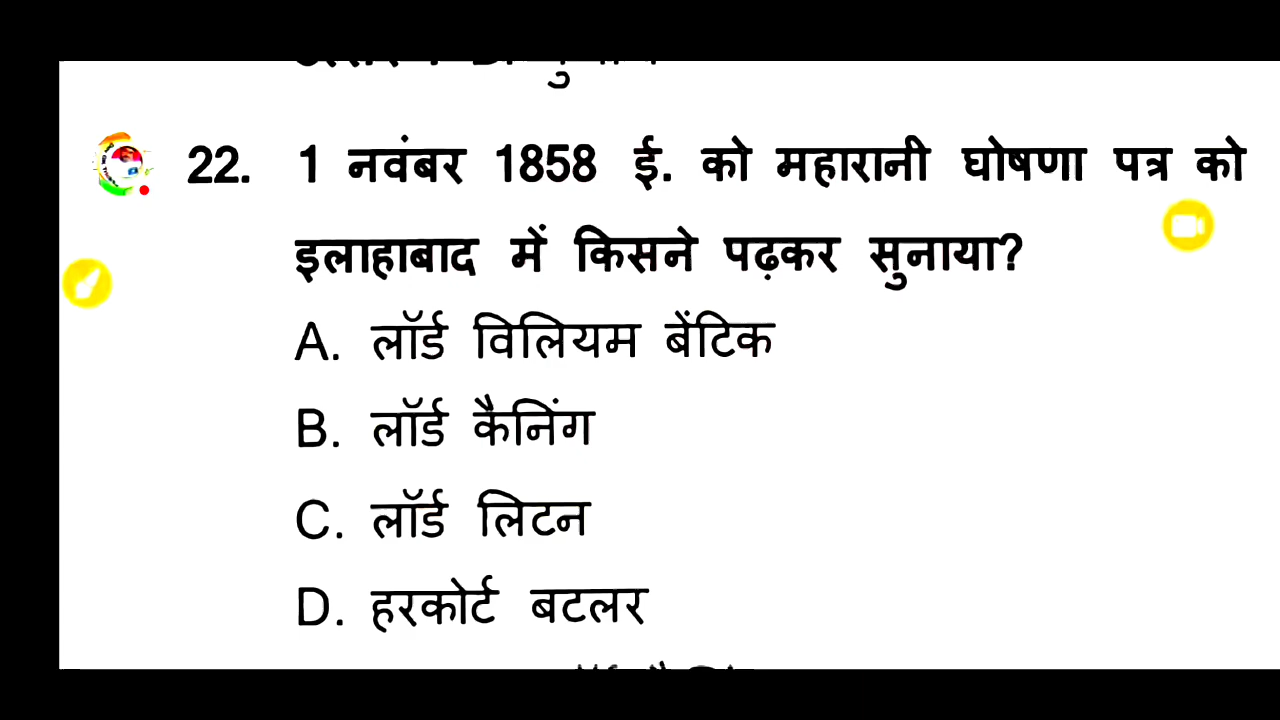 22. 1 नवंबर 1858 ई. को महारानी घोषणा पत्र को
इलाहाबाद में किसने पढ़कर सुनाया?
A. लॉर्ड विलियम बेंटिक
B. लॉर्ड कैनिंग
C. लॉर्ड लिटन
D. हरकोर्ट बटलर